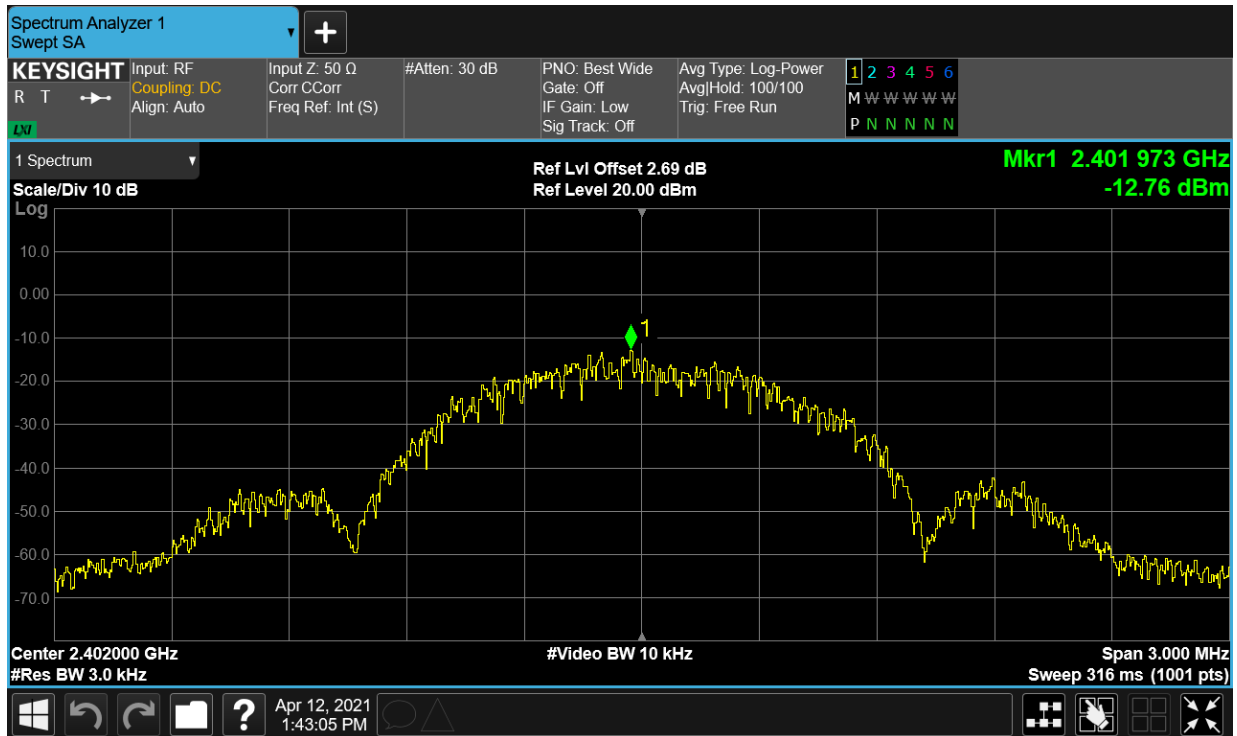 Spectrum Analyzer 1
Swept SA
▼
+
KEYSIGHT
R T
LXI
Input: RF
Coupling: DC
Align: Auto
Input Z: 50 Ω
Corr CCorr
Freq Ref: Int (S)
#Atten: 30 dB
PNO: Best Wide
Gate: Off
IF Gain: Low
Sig Track: Off
Avg Type: Log-Power
Avg|Hold: 100/100
Trig: Free Run
1 2 3 4 5 6
M W W W W W
P N N N N N
1 Spectrum ▼
Scale/Div 10 dB
Log
Ref Lvl Offset 2.69 dB
Ref Level 20.00 dBm
Mkr1 2.401 973 GHz
-12.76 dBm
10.0
0.00
-10.0
-20.0
-30.0
-40.0
-50.0
-60.0
-70.0
1
Center 2.402000 GHz
#Res BW 3.0 kHz
#Video BW 10 kHz
Span 3.000 MHz
Sweep 316 ms (1001 pts)
?
Apr 12, 2021
1:43:05 PM